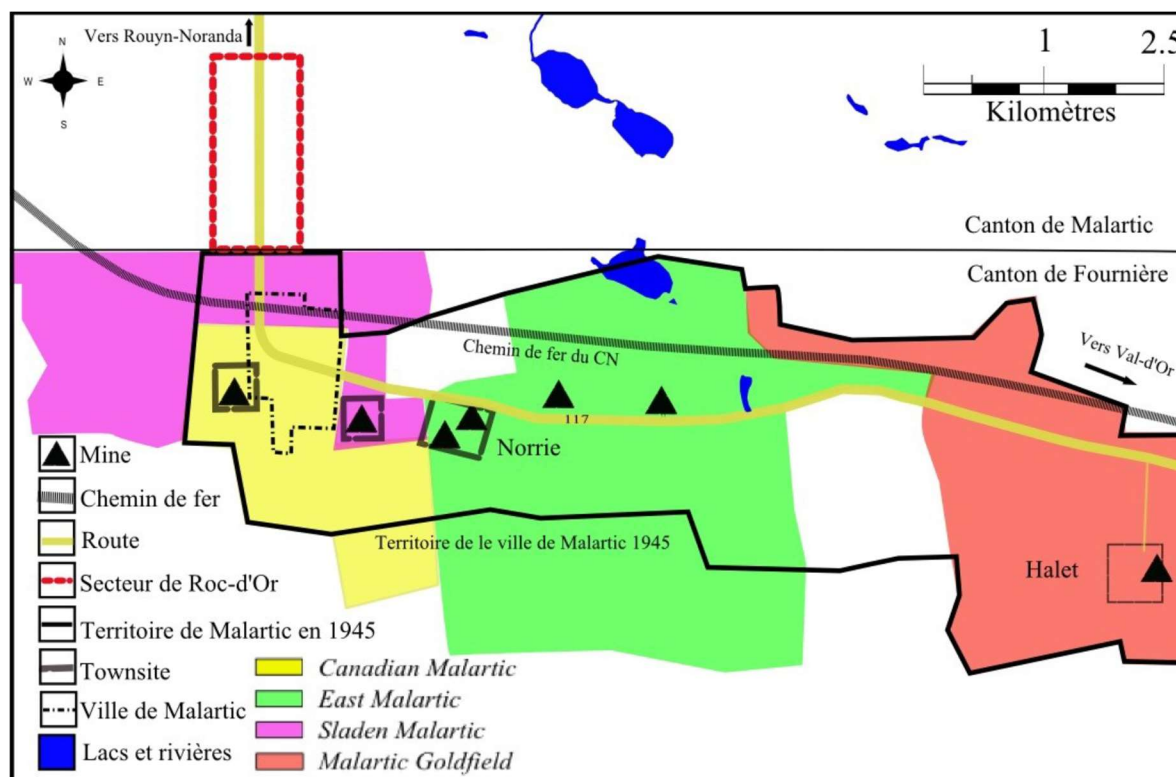 Vers Rouyn-Noranda
N
W E
S
1 2.5
Kilomètres
Canton de Malartic
Canton de Fournière
Chemin de fer du CN
Vers Val-d'Or
117
Norrie
Territoire de le ville de Malartic 1945
Halet
Mine
Chemin de fer
Route
Secteur de Roc-d'Or
Territoire de Malartic en 1945
Townsite
Ville de Malartic
Lacs et rivières
Canadian Malartic
East Malartic
Sladen Malartic
Malartic Goldfield